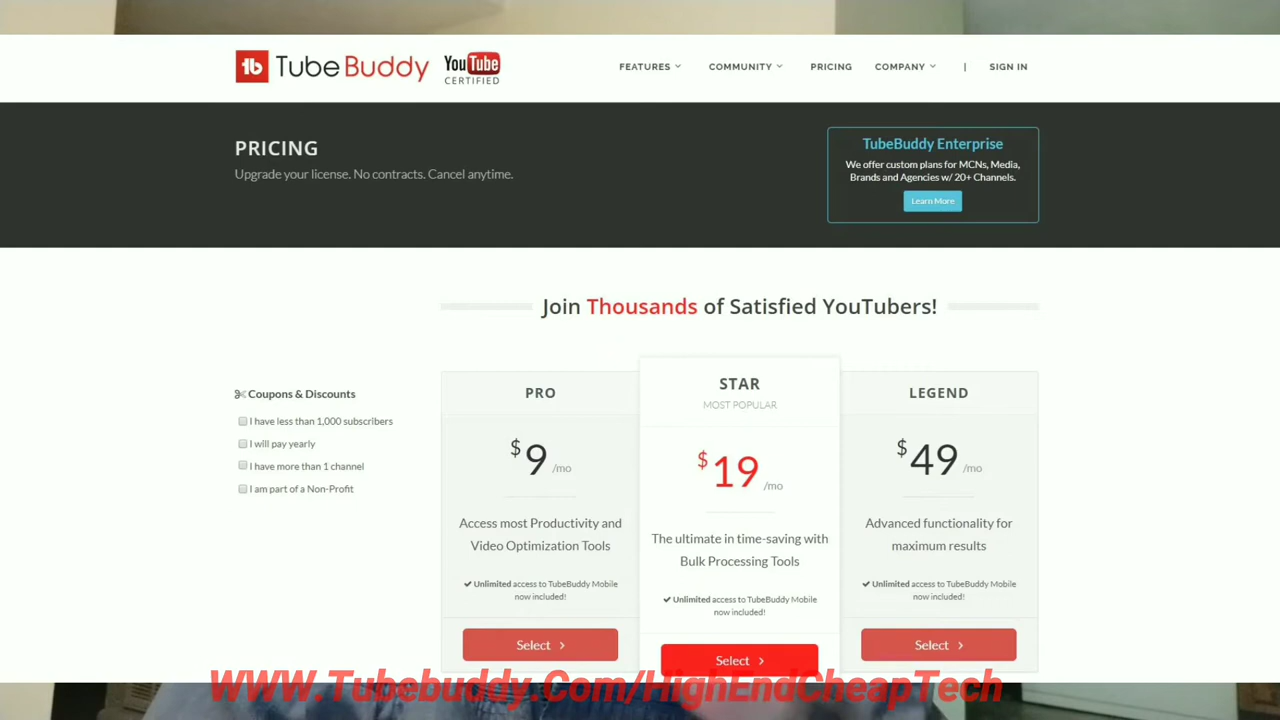 TubeBuddy
YouTube
CERTIFIED
FEATURES
COMMUNITY
PRICING
COMPANY
|
SIGN IN
PRICING
Upgrade your license. No contracts. Cancel anytime.
TubeBuddy Enterprise
We offer custom plans for MCNs, Media,
Brands and Agencies w/ 20+ Channels.
Learn More
Join Thousands of Satisfied YouTubers!
Coupons & Discounts
I have less than 1,000 subscribers
I will pay yearly
I have more than 1 channel
I am part of a Non-Profit
PRO
$9/mo
Access most Productivity and
Video Optimization Tools
Unlimited access to TubeBuddy Mobile
now included!
Select
STAR
MOST POPULAR
$19/mo
The ultimate in time-saving with
Bulk Processing Tools
Unlimited access to TubeBuddy Mobile
now included!
Select
LEGEND
$49/mo
Advanced functionality for
maximum results
Unlimited access to TubeBuddy Mobile
now included!
Select
WWW.Tubebuddy.Com/HighEndCheapTech